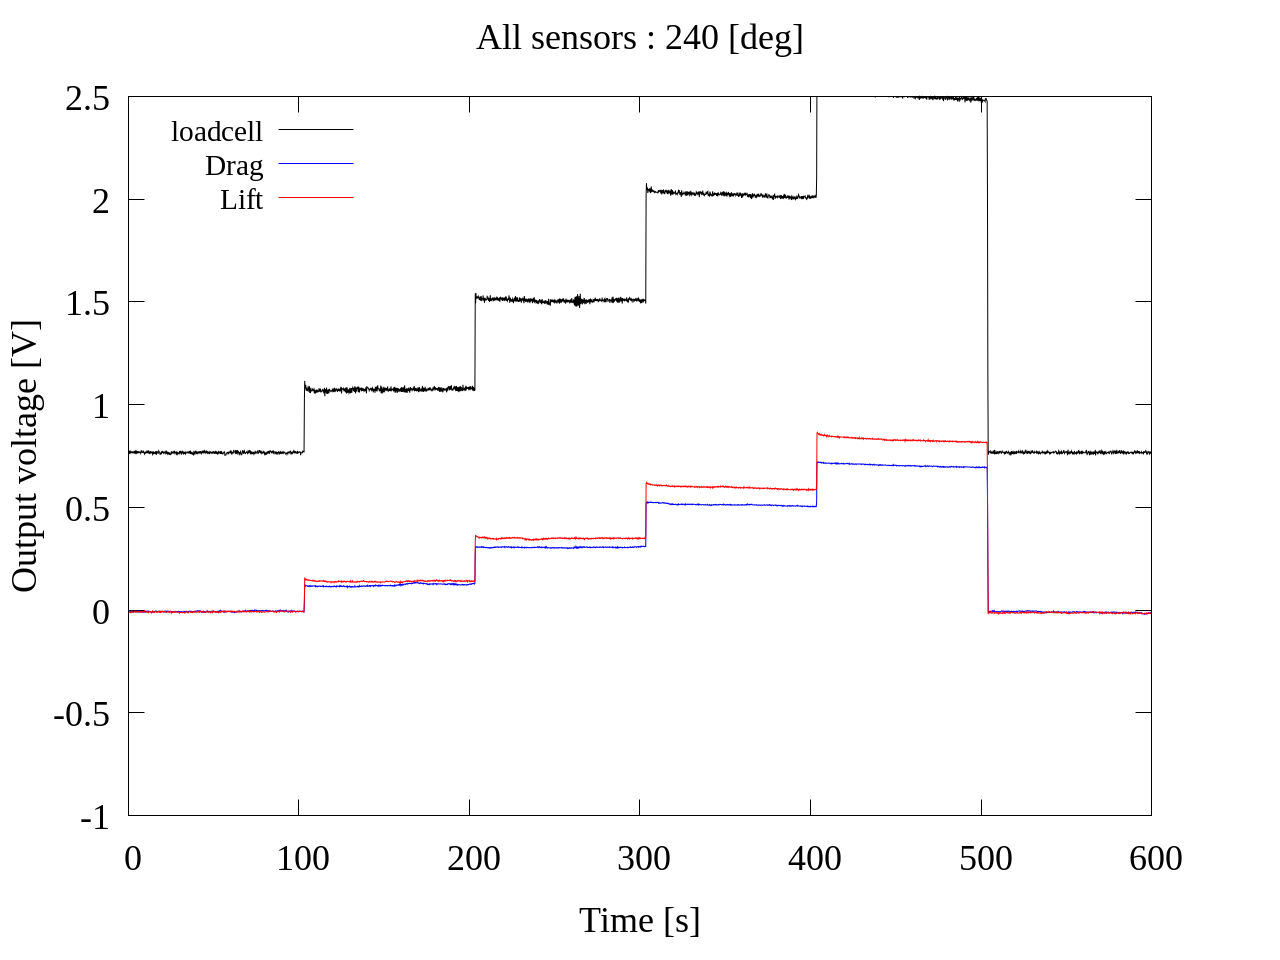 All sensors : 240 [deg]
2.5
2
1.5
1
0.5
0
-0.5
-1
loadcell
Drag
Lift
Output voltage [V]
0 100 200 300 400 500 600
Time [s]